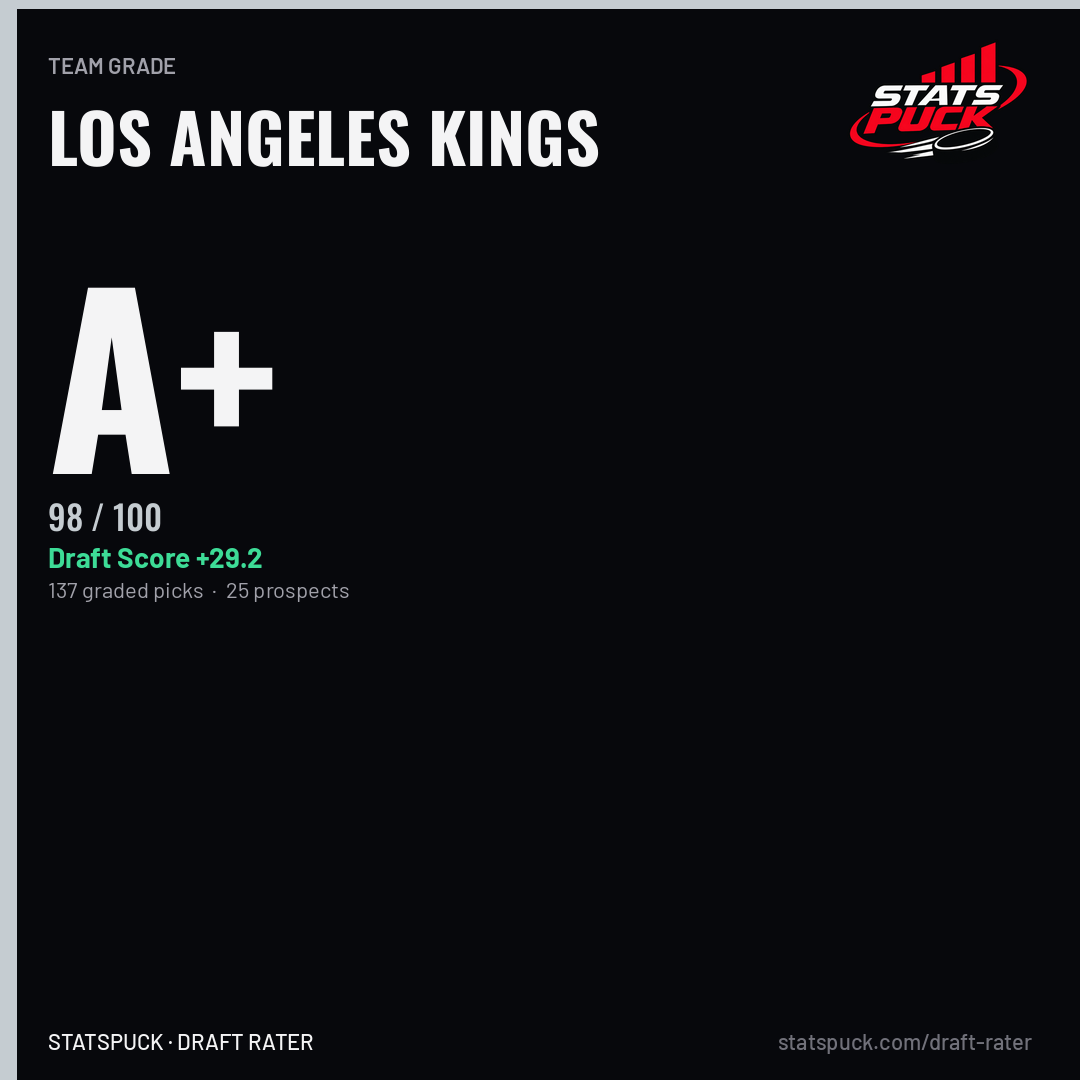 TEAM GRADE
LOS ANGELES KINGS
STATS
PUCK
A+
98 / 100
Draft Score +29.2
137 graded picks · 25 prospects
STATSPUCK · DRAFT RATER
statspuck.com/draft-rater